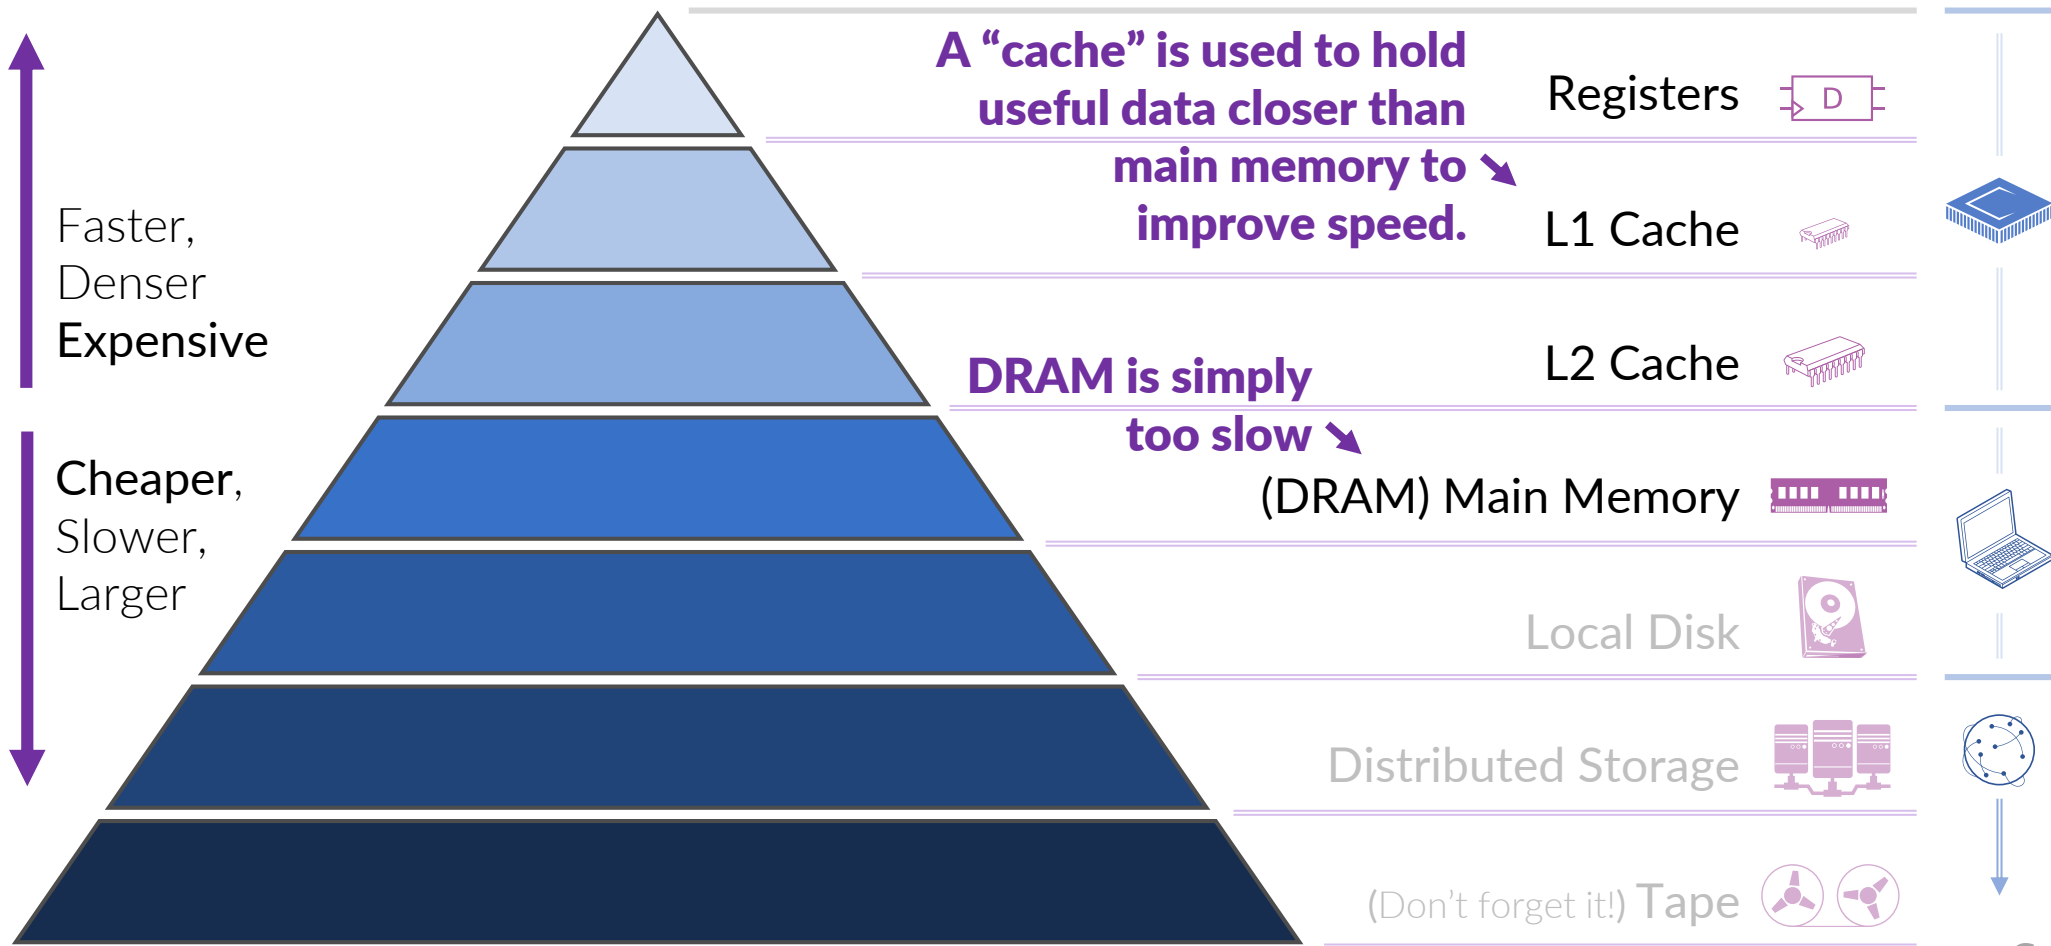 A “cache” is used to hold
useful data closer than
main memory to
improve speed.
Registers
D
Faster,
Denser
Expensive
L1 Cache
L2 Cache
DRAM is simply
too slow
Cheaper,
Slower,
Larger
(DRAM) Main Memory
Local Disk
Distributed Storage
(Don’t forget it!) Tape